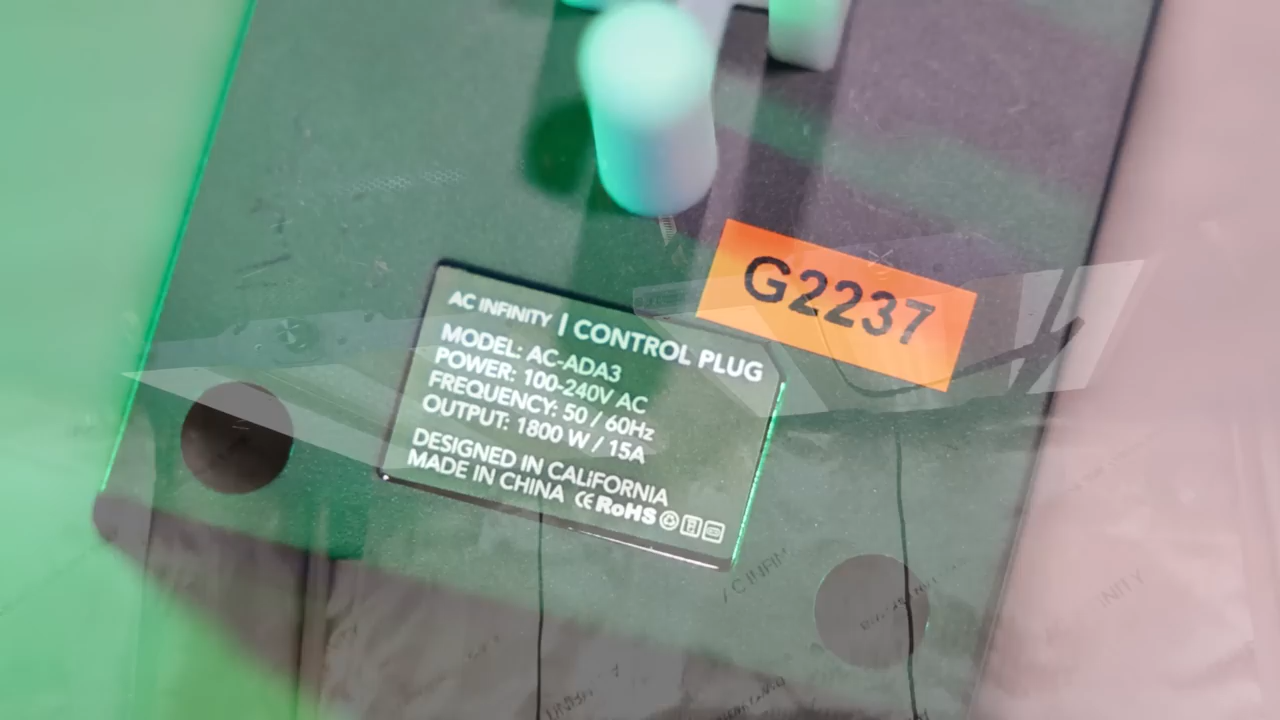 G2237
AC INFINITY | CONTROL PLUG
MODEL: AC-ADA3
POWER: 100-240V AC
FREQUENCY: 50 / 60Hz
OUTPUT: 1800 W / 15A
DESIGNED IN CALIFORNIA
MADE IN CHINA CE RoHS
INITY